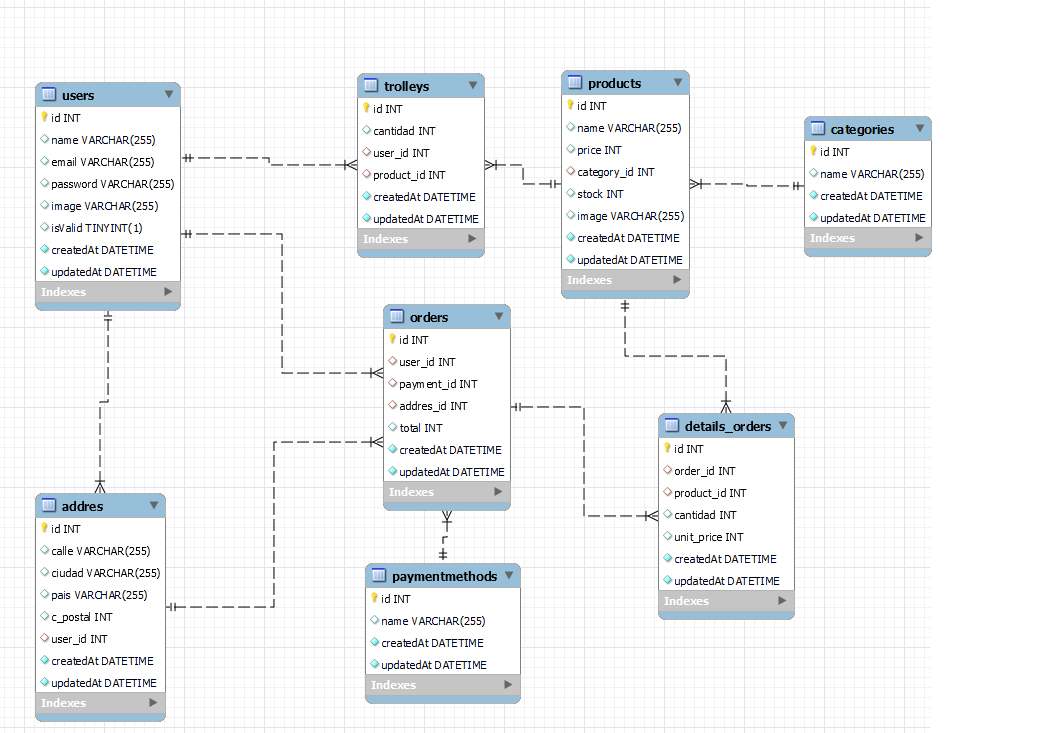 users
id INT
name VARCHAR(255)
email VARCHAR(255)
password VARCHAR(255)
image VARCHAR(255)
isValid TINYINT(1)
createdAt DATETIME
updatedAt DATETIME
Indexes
trolleys
id INT
cantidad INT
user_id INT
product_id INT
createdAt DATETIME
updatedAt DATETIME
Indexes
products
id INT
name VARCHAR(255)
price INT
category_id INT
stock INT
image VARCHAR(255)
createdAt DATETIME
updatedAt DATETIME
Indexes
categories
id INT
name VARCHAR(255)
createdAt DATETIME
updatedAt DATETIME
Indexes
orders
id INT
user_id INT
payment_id INT
addres_id INT
total INT
createdAt DATETIME
updatedAt DATETIME
Indexes
details_orders
id INT
order_id INT
product_id INT
cantidad INT
unit_price INT
createdAt DATETIME
updatedAt DATETIME
Indexes
addres
id INT
calle VARCHAR(255)
ciudad VARCHAR(255)
pais VARCHAR(255)
c_postal INT
user_id INT
createdAt DATETIME
updatedAt DATETIME
Indexes
paymentmethods
id INT
name VARCHAR(255)
createdAt DATETIME
updatedAt DATETIME
Indexes